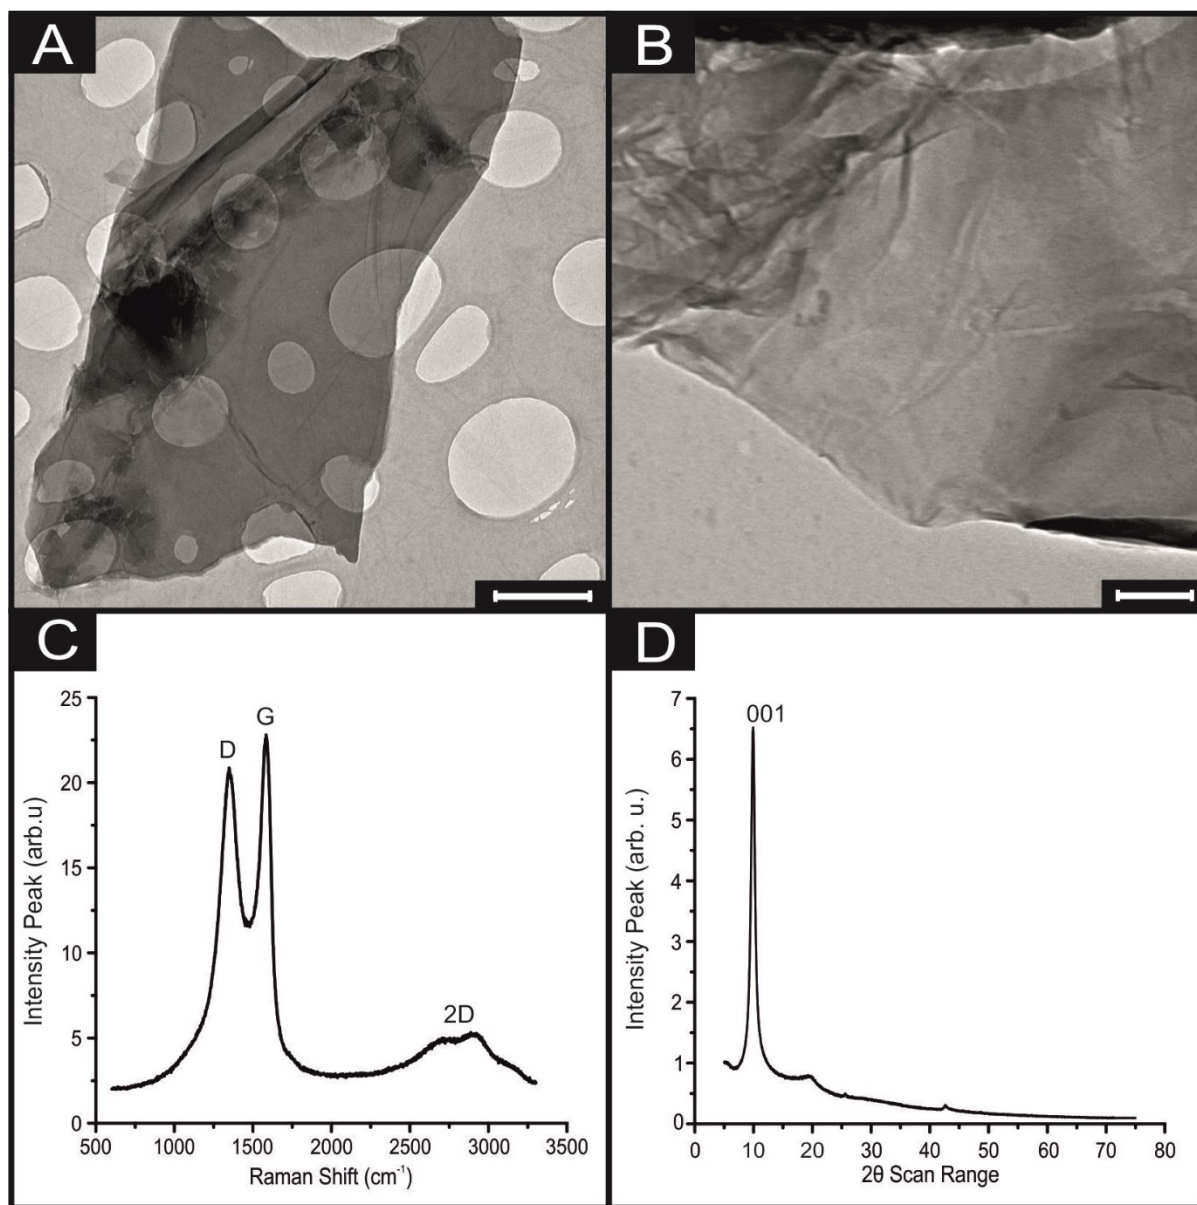 A
B
C
25
20
15
10
5
0
500 1000 1500 2000 2500 3000 3500
Intensity Peak (arb.u)
Raman Shift (cm⁻¹)
D
G
2D
D
7
6
5
4
3
2
1
0
0 10 20 30 40 50 60 70 80
Intensity Peak (arb. u.)
2θ Scan Range
001